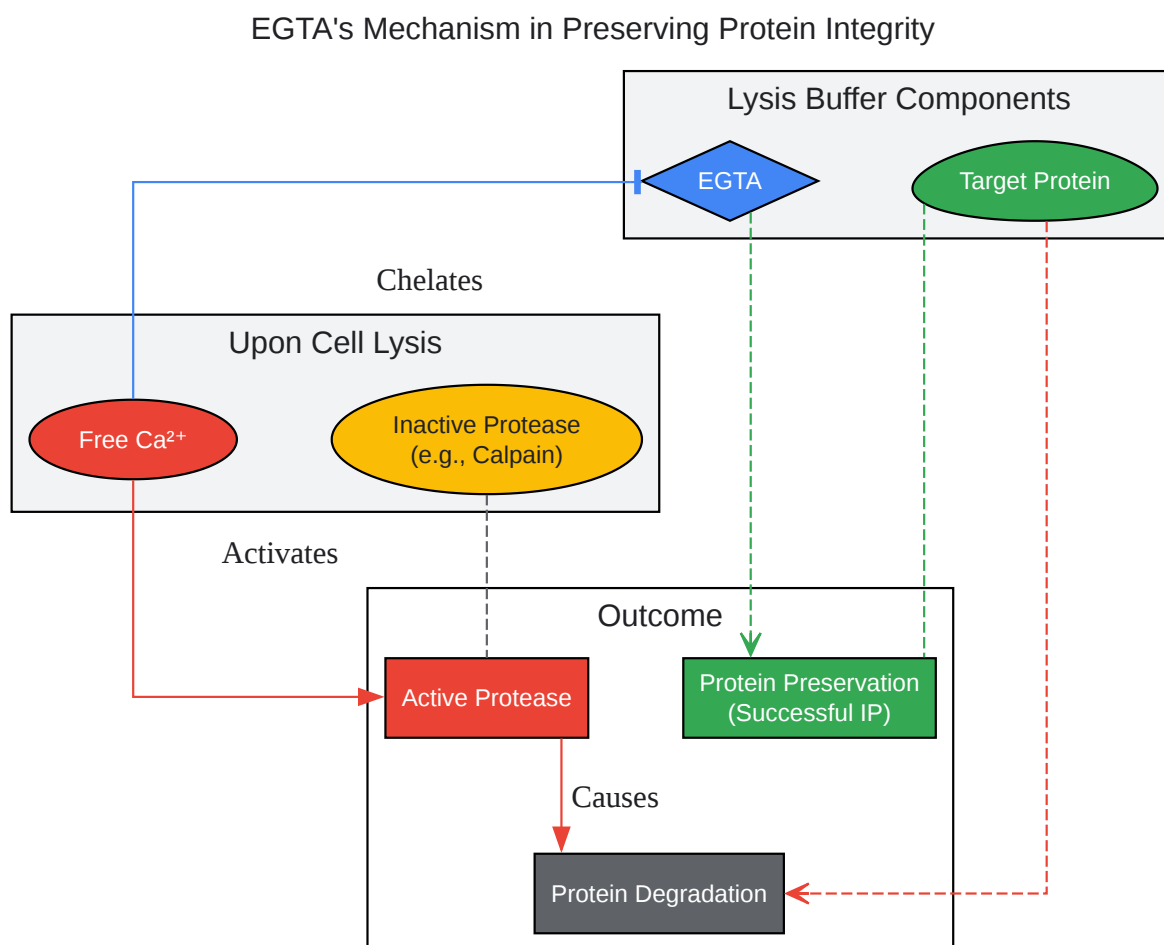 EGTA's Mechanism in Preserving Protein Integrity
Lysis Buffer Components
EGTA
Target Protein
Chelates
Upon Cell Lysis
Free Ca²⁺
Inactive Protease
(e.g., Calpain)
Activates
Outcome
Active Protease
Protein Preservation
(Successful IP)
Causes
Protein Degradation